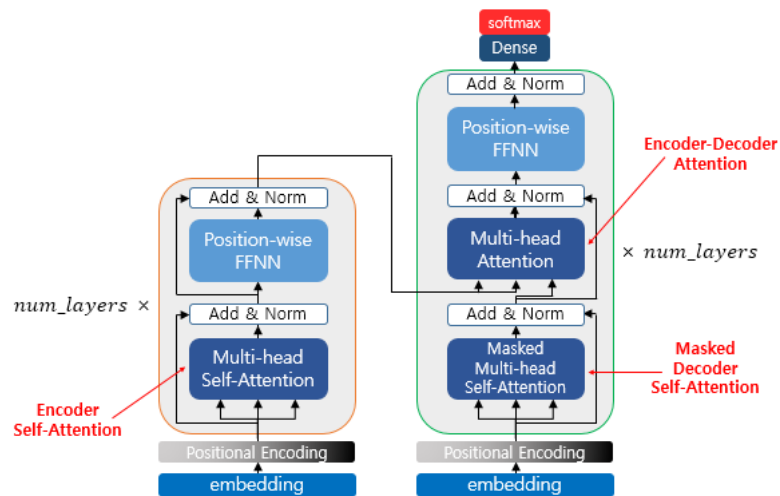 softmax
Dense
Add & Norm
Position-wise
FFNN
Encoder-Decoder
Attention
Add & Norm
Multi-head
Attention
× num_layers
Add & Norm
Masked
Multi-head
Self-Attention
Masked
Decoder
Self-Attention
Positional Encoding
embedding
Add & Norm
Position-wise
FFNN
num_layers ×
Add & Norm
Multi-head
Self-Attention
Encoder
Self-Attention
Positional Encoding
embedding